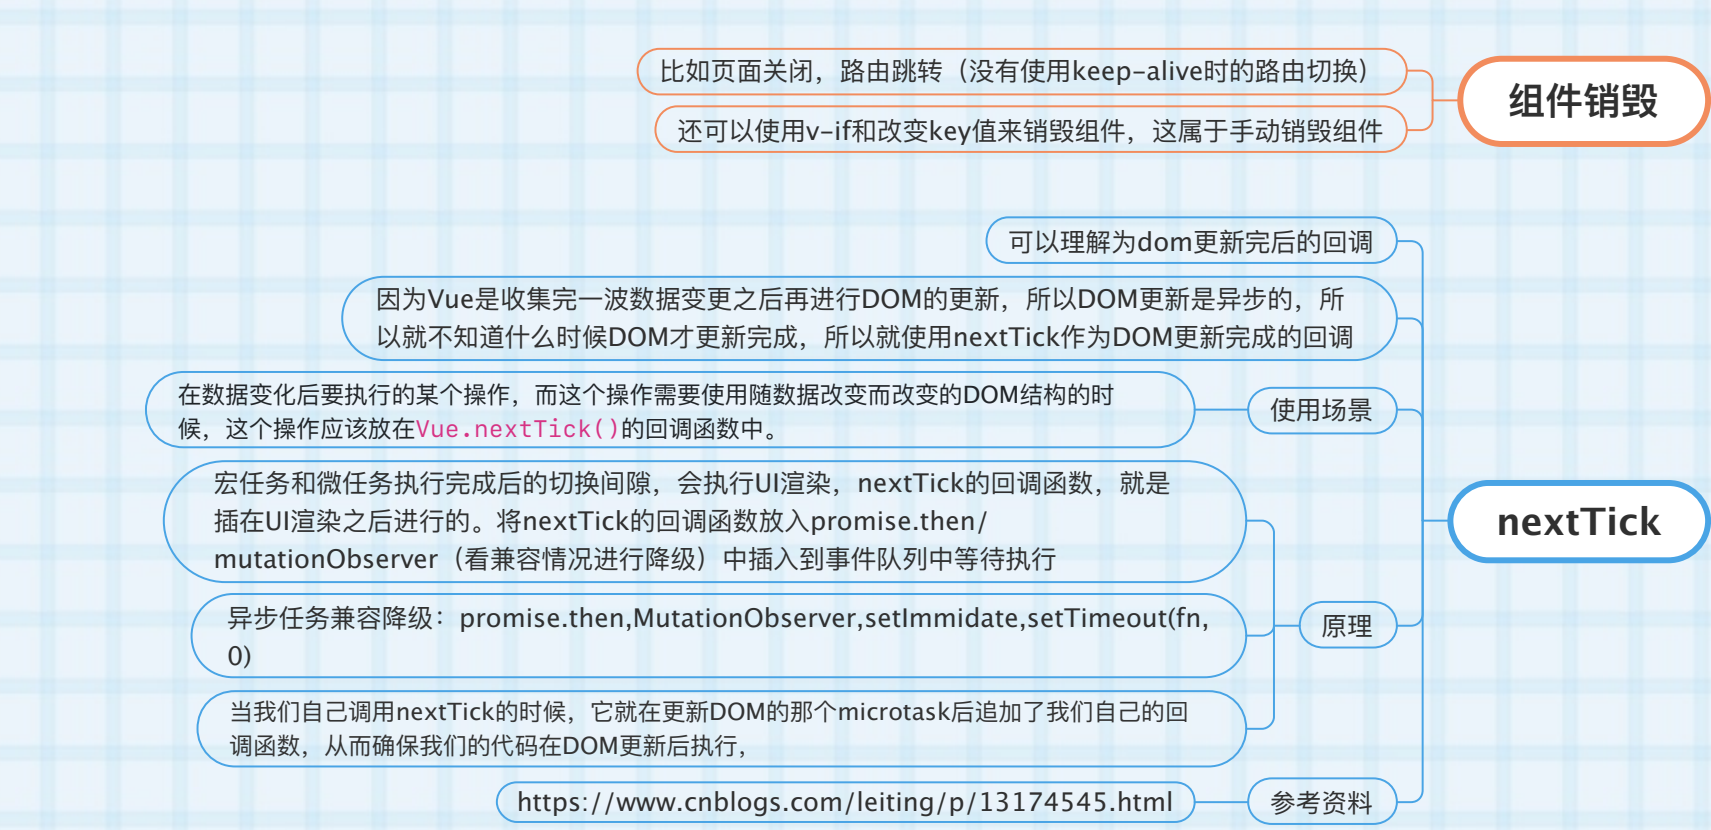 比如页面关闭，路由跳转（没有使用keep-alive时的路由切换）
还可以使用v-if和改变key值来销毁组件，这属于手动销毁组件
组件销毁
可以理解为dom更新完后的回调
因为Vue是收集完一波数据变更之后再进行DOM的更新，所以DOM更新是异步的，所
以就不知道什么时候DOM才更新完成，所以就使用nextTick作为DOM更新完成的回调
在数据变化后要执行的某个操作，而这个操作需要使用随数据改变而改变的DOM结构的时
候，这个操作应该放在Vue.nextTick()的回调函数中。
使用场景
宏任务和微任务执行完成后的切换间隙，会执行UI渲染，nextTick的回调函数，就是
插在UI渲染之后进行的。将nextTick的回调函数放入promise.then/
mutationObserver（看兼容情况进行降级）中插入到事件队列中等待执行
异步任务兼容降级：promise.then,MutationObserver,setImmidate,setTimeout(fn,
0)
当我们自己调用nextTick的时候，它就在更新DOM的那个microtask后追加了我们自己的回
调函数，从而确保我们的代码在DOM更新后执行，
原理
https://www.cnblogs.com/leiting/p/13174545.html
参考资料
nextTick